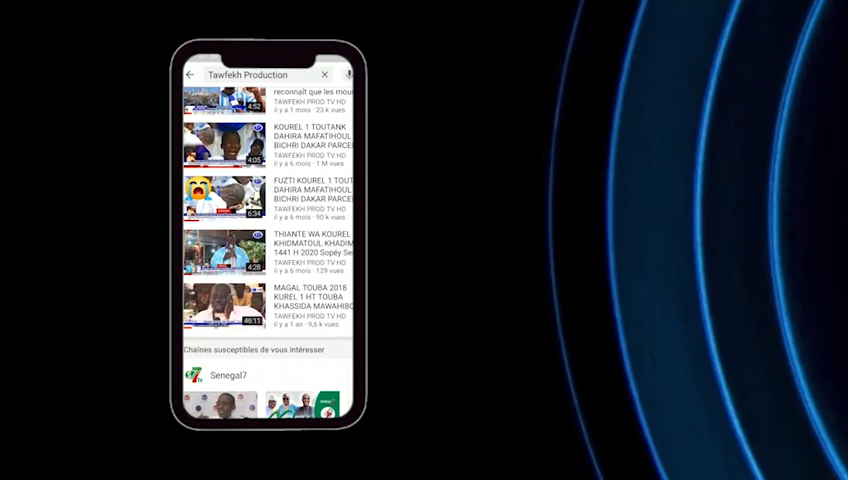 Tawfekh Production
reconnaît que les mou
TAWFEKH PROD TV HD
il y a 1 mois · 23 k vues
4:52
KOUREL 1 TOUTANK
DAHIRA MAFATIHOUL
BICHRI DAKAR PARCE
TAWFEKH PROD TV HD
il y a 6 mois · 1 M vues
4:05
FUZTI KOUREL 1 TOUT
DAHIRA MAFATIHOUL
BICHRI DAKAR PARCEL
TAWFEKH PROD TV HD
il y a 6 mois · 90 k vues
6:34
THIANTE WA KOUREL
KHIDMATOUL KHADIM
1441 H 2020 Sopéy Se
TAWFEKH PROD TV HD
il y a 6 mois · 129 vues
4:28
MAGAL TOUBA 2018
KUREL 1 HT TOUBA
KHASSIDA MAWAHIBO
TAWFEKH PROD TV HD
il y a 1 an · 9,6 k vues
46:11
Chaînes susceptibles de vous intéresser
Senegal7